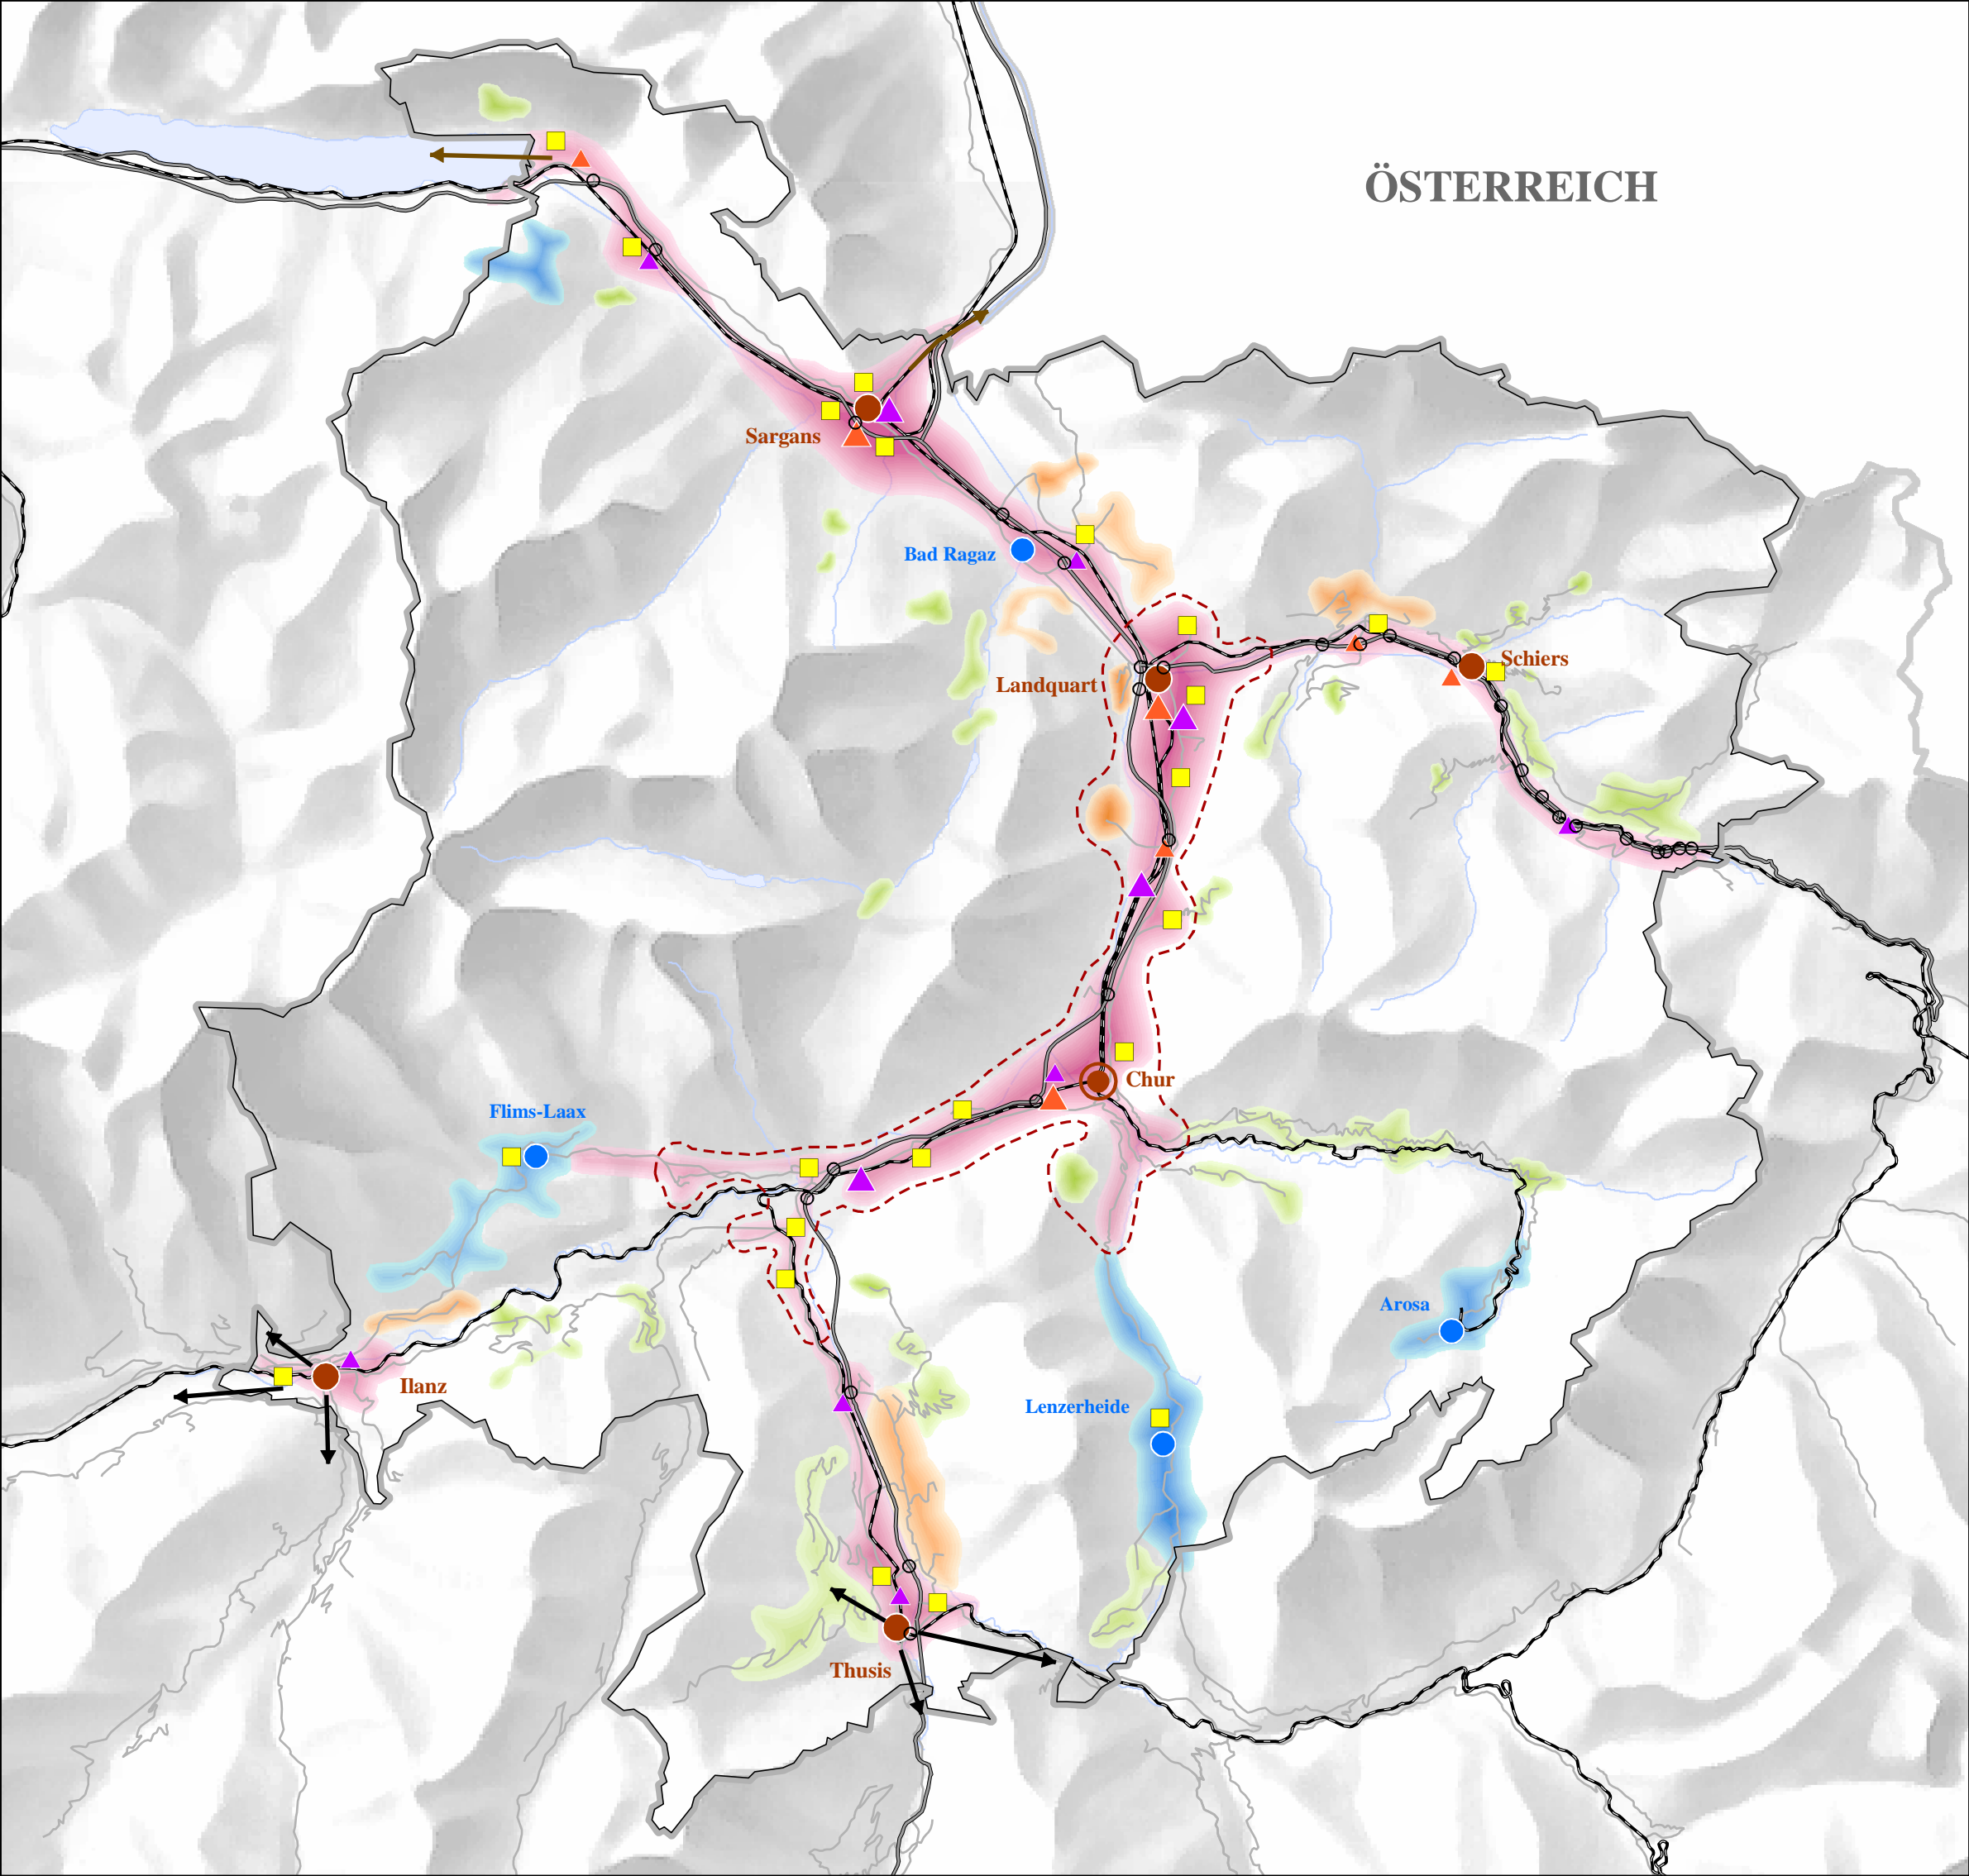 ÖSTERREICH
Sargans
Bad Ragaz
Schiers
Landquart
Chur
Flims-Laax
Arosa
Ilanz
Lenzerheide
Thusis